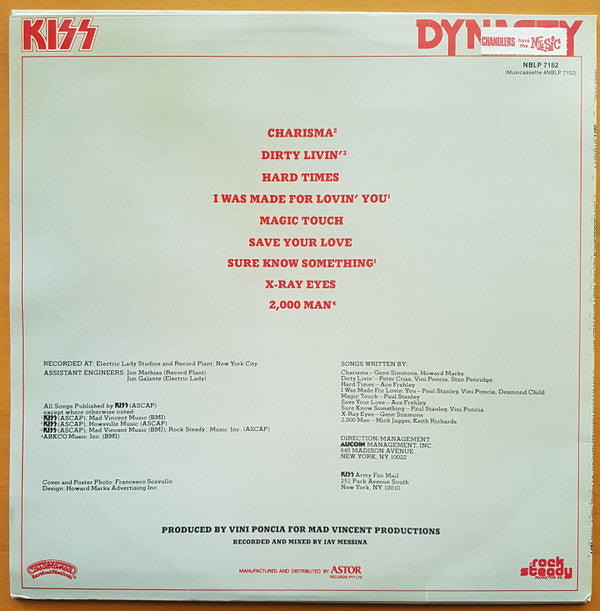 KISS
DYNASTY
CHANDLERS have the MUSIC
NBLP 7152
(Musicassette 4NBLP 7152)
CHARISMA²
DIRTY LIVIN'³
HARD TIMES
I WAS MADE FOR LOVIN' YOU¹
MAGIC TOUCH
SAVE YOUR LOVE
SURE KNOW SOMETHING¹
X-RAY EYES
2,000 MAN⁴
RECORDED AT: Electric Lady Studios and Record Plant, New York City
ASSISTANT ENGINEERS: Jon Mathias (Record Plant)
Jim Galante (Electric Lady)
All Songs Published by KISS (ASCAP)
except where otherwise noted:
¹KISS (ASCAP), Mad Vincent Music (BMI)
²KISS (ASCAP), Howsville Music (ASCAP)
³KISS (ASCAP), Mad Vincent Music (BMI), Rock Steady, Music Inc. (ASCAP)
⁴ABKCO Music Inc. (BMI)
Cover and Poster Photo: Francesco Scavullo
Design: Howard Marks Advertising Inc.
SONGS WRITTEN BY:
Charisma—Gene Simmons, Howard Marks
Dirty Livin'—Peter Criss, Vini Poncia, Stan Penridge
Hard Times—Ace Frehley
I Was Made For Lovin' You—Paul Stanley, Vini Poncia, Desmond Child
Magic Touch—Paul Stanley
Save Your Love—Ace Frehley
Sure Know Something—Paul Stanley, Vini Poncia
X-Ray Eyes—Gene Simmons
2,000 Man—Mick Jagger, Keith Richards
DIRECTION/MANAGEMENT
AUCOIN MANAGEMENT, INC.
645 MADISON AVENUE
NEW YORK, NY 10022
KISS Army Fan Mail
251 Park Avenue South
New York, NY 10010
PRODUCED BY VINI PONCIA FOR MAD VINCENT PRODUCTIONS
RECORDED AND MIXED BY JAY MESSINA
Casablanca
Record and FilmWorks
MANUFACTURED AND DISTRIBUTED BY ASTOR
RECORDS PTY LTD
rock
steady
PRODUCTIONS INC.